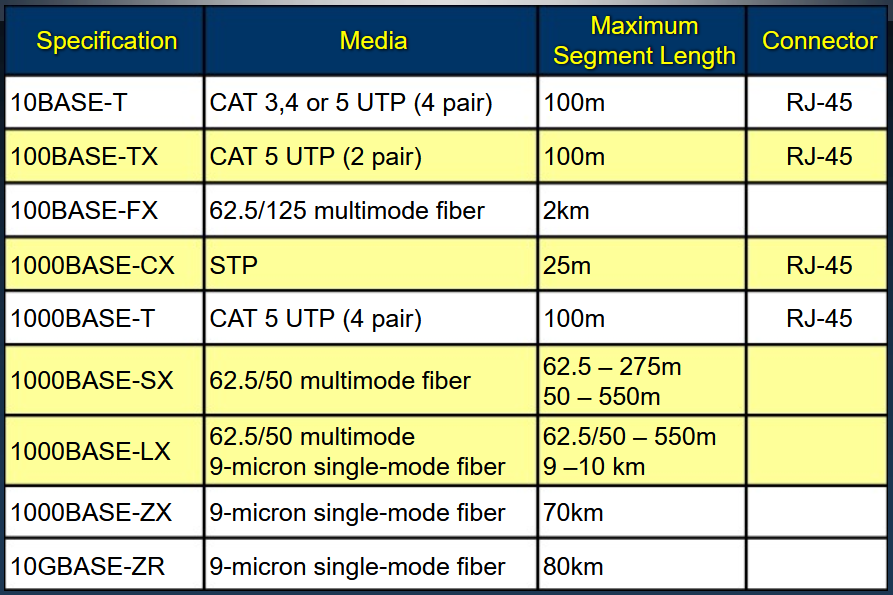 Specification Media Maximum Segment Length Connector
10BASE-T CAT 3,4 or 5 UTP (4 pair) 100m RJ-45
100BASE-TX CAT 5 UTP (2 pair) 100m RJ-45
100BASE-FX 62.5/125 multimode fiber 2km
1000BASE-CX STP 25m RJ-45
1000BASE-T CAT 5 UTP (4 pair) 100m RJ-45
1000BASE-SX 62.5/50 multimode fiber 62.5 – 275m
50 – 550m
1000BASE-LX 62.5/50 multimode 62.5/50 – 550m
9-micron single-mode fiber 9 –10 km
1000BASE-ZX 9-micron single-mode fiber 70km
10GBASE-ZR 9-micron single-mode fiber 80km